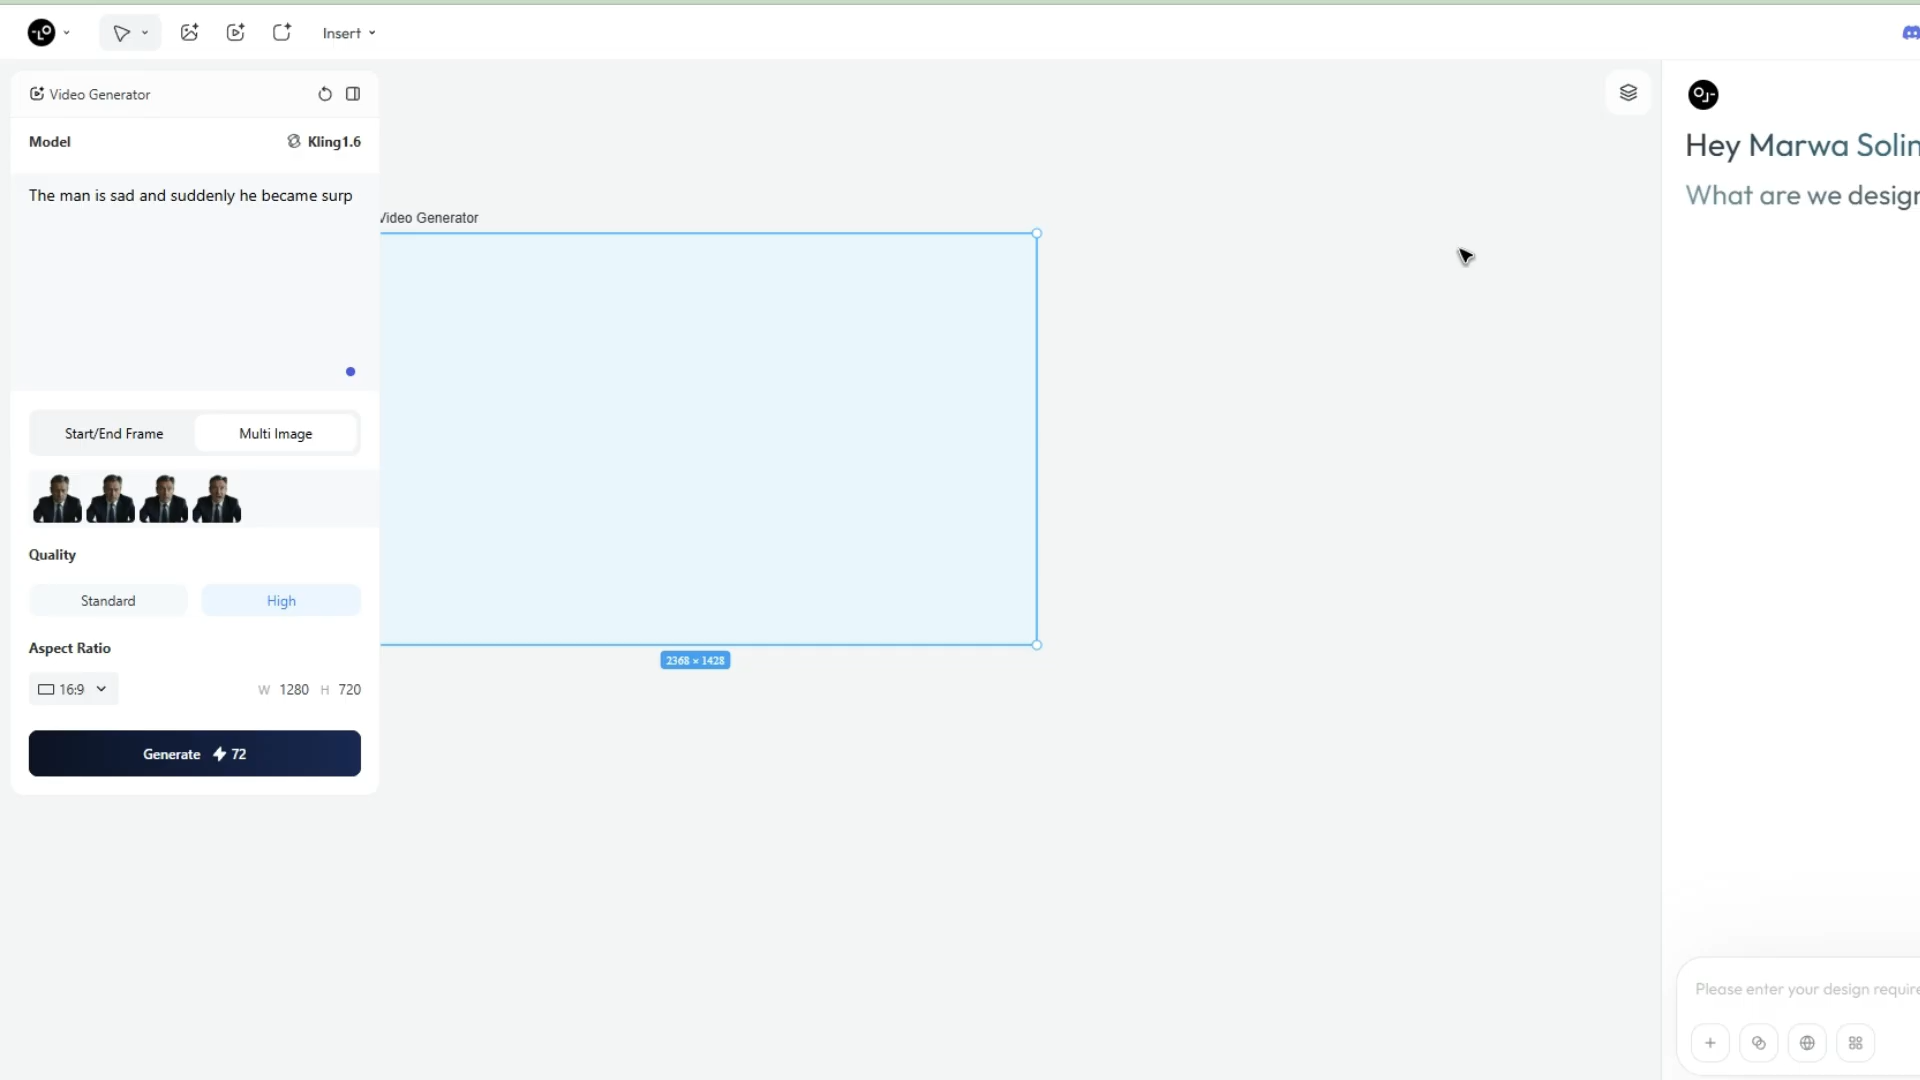 Insert
Video Generator
Model
Kling1.6
The man is sad and suddenly he became surp
Start/End Frame
Multi Image
Quality
Standard
High
Aspect Ratio
16:9
W 1280 H 720
Generate 72
Video Generator
2368 × 1428
Hey Marwa Solin
What are we design
Please enter your design require